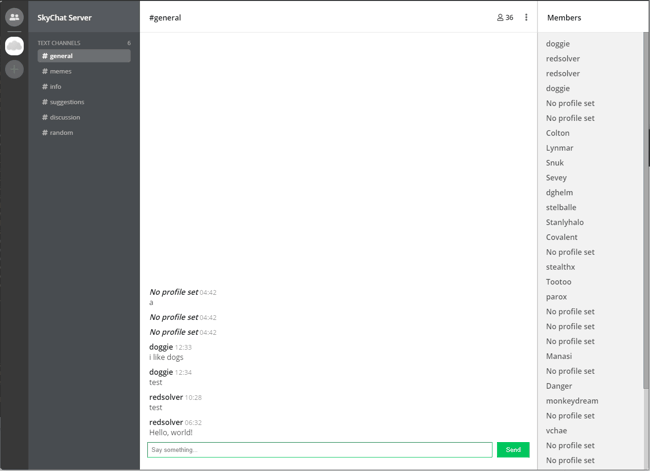 SkyChat Server
TEXT CHANNELS 6
# general
# memes
# info
# suggestions
# discussion
# random
#general
36
No profile set 04:42
a
No profile set 04:42
No profile set 04:42
doggie 12:33
i like dogs
doggie 12:34
test
redsolver 10:28
test
redsolver 06:32
Hello, world!
Say something...
Send
Members
doggie
redsolver
redsolver
doggie
No profile set
No profile set
Colton
Lynmar
Snuk
Sevey
dghelm
stelballe
Stanlyhalo
Covalent
No profile set
stealthx
Tootoo
parox
No profile set
No profile set
No profile set
Manasi
No profile set
Danger
monkeydream
No profile set
vchae
No profile set
No profile set